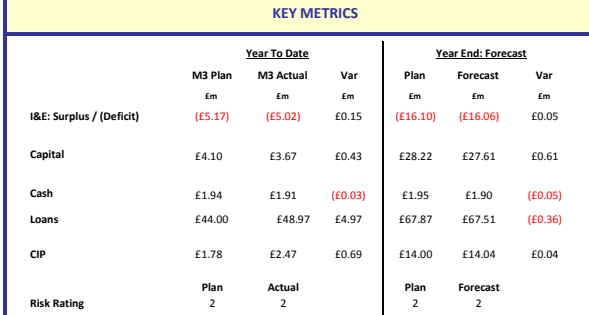 KEY METRICS
Year To Date Year End: Forecast
M3 Plan M3 Actual Var Plan Forecast Var
£m £m £m £m £m £m
I&E: Surplus / (Deficit) (£5.17) (£5.02) £0.15 (£16.10) (£16.06) £0.05
Capital £4.10 £3.67 £0.43 £28.22 £27.61 £0.61
Cash £1.94 £1.91 (£0.03) £1.95 £1.90 (£0.05)
Loans £44.00 £48.97 £4.97 £67.87 £67.51 (£0.36)
CIP £1.78 £2.47 £0.69 £14.00 £14.04 £0.04
Plan Actual Plan Forecast
Risk Rating 2 2 2 2